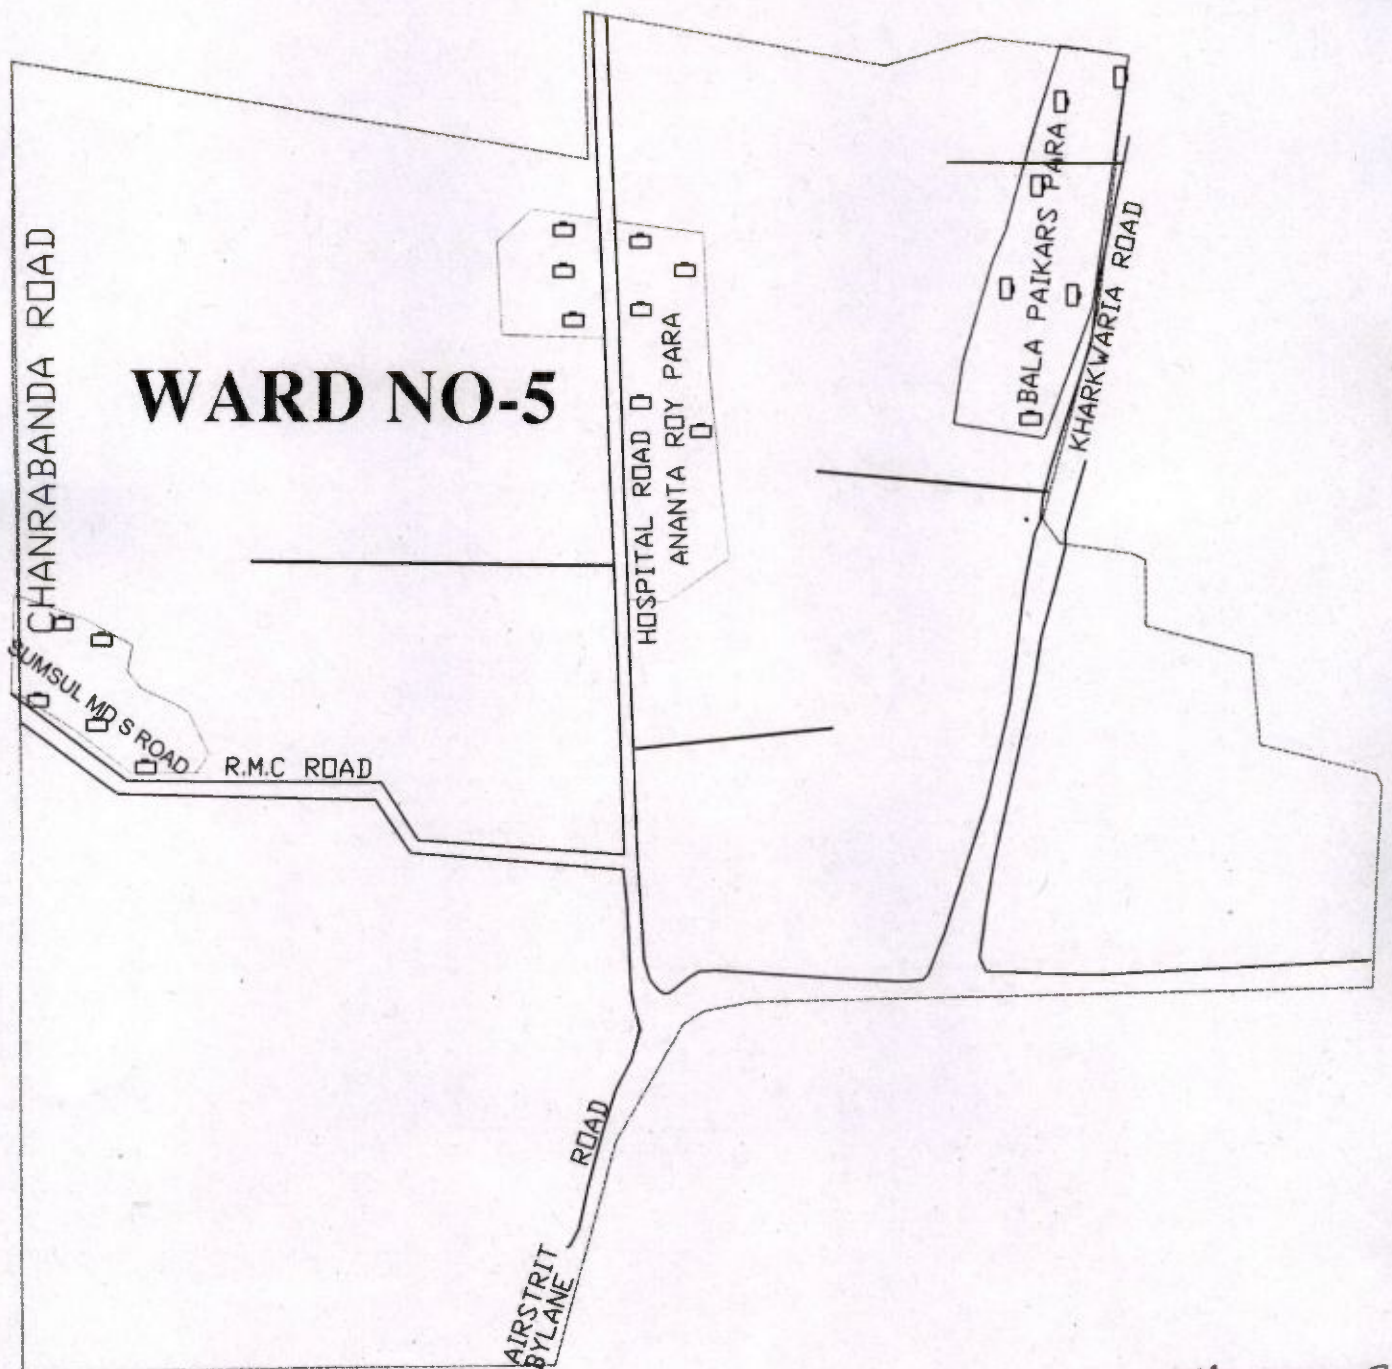 CHANRABANDA ROAD
WARD NO-5
HOSPITAL ROAD
ANANTA ROY PARA
BALA PAIKARS PARA
KHARKWARIA ROAD
SUMSUL MD S ROAD
R.M.C ROAD
ROAD
AIRSTRIT
BYLANE